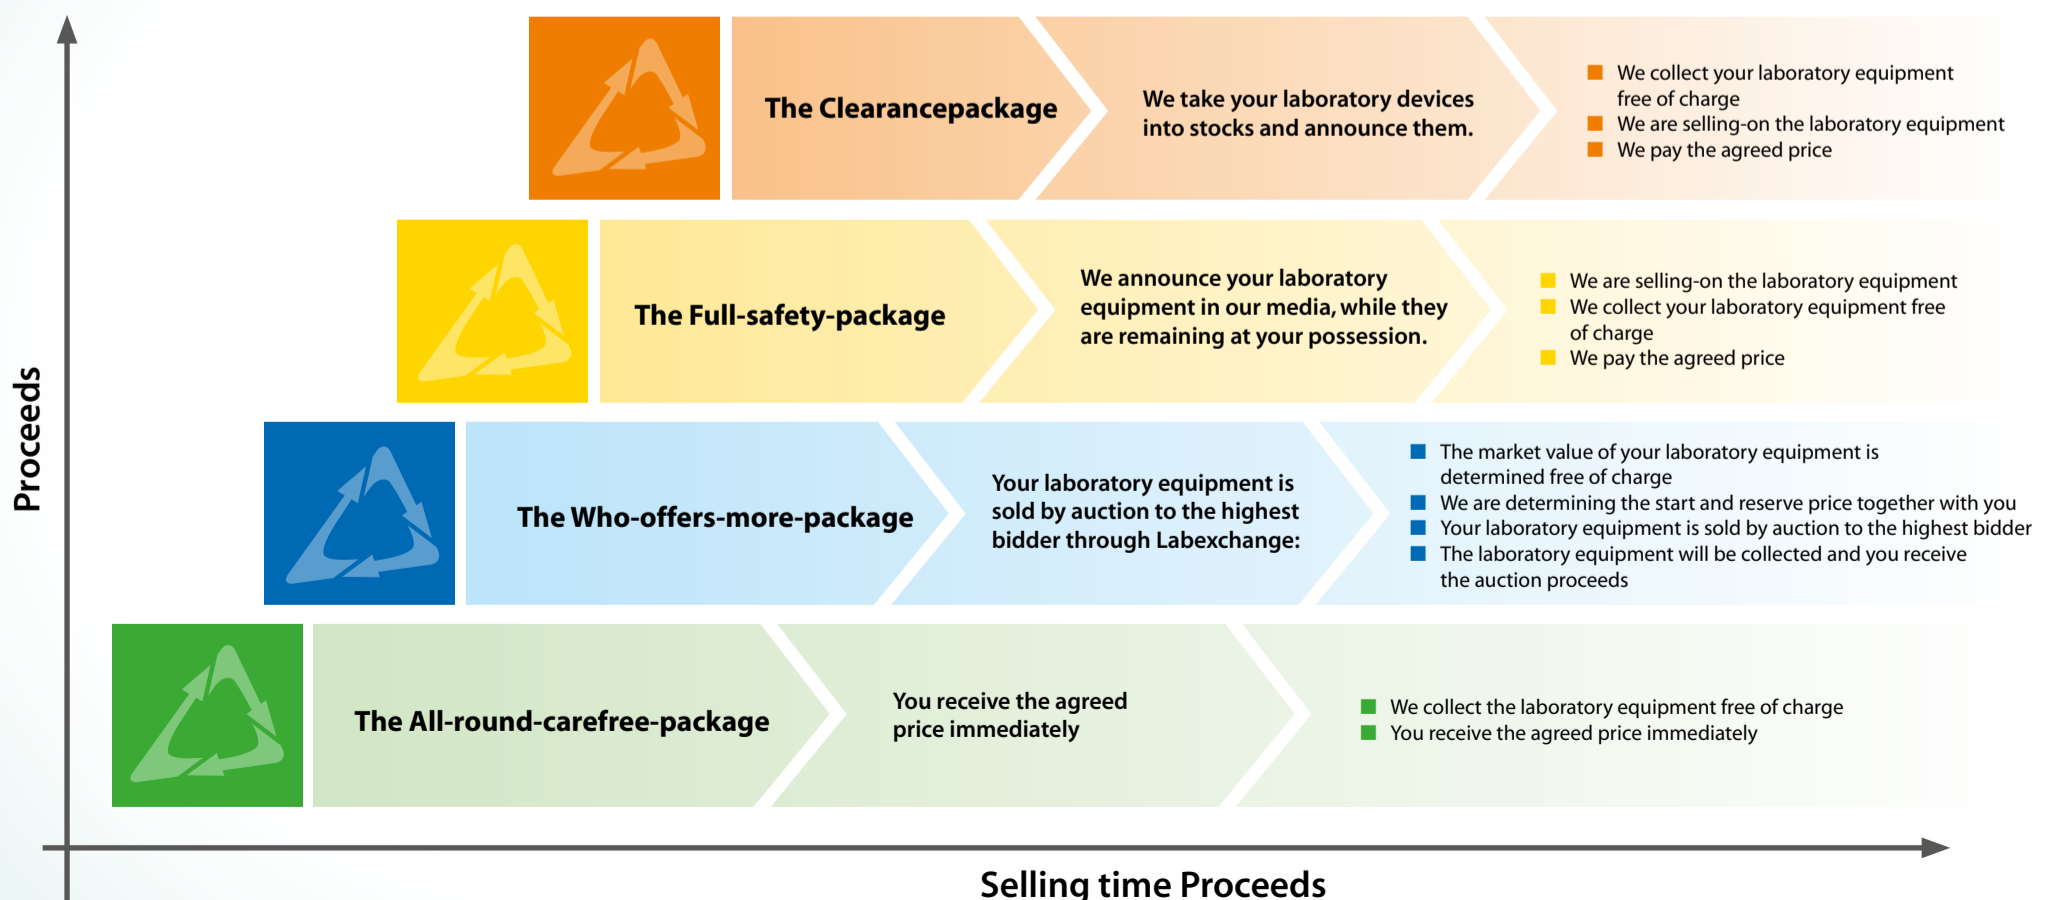 The Clearancepackage
We take your laboratory devices
into stocks and announce them.
We collect your laboratory equipment
free of charge
We are selling-on the laboratory equipment
We pay the agreed price
The Full-safety-package
We announce your laboratory
equipment in our media, while they
are remaining at your possession.
We are selling-on the laboratory equipment
We collect your laboratory equipment free
of charge
We pay the agreed price
Proceeds
The Who-offers-more-package
Your laboratory equipment is
sold by auction to the highest
bidder through Labexchange:
The market value of your laboratory equipment is
determined free of charge
We are determining the start and reserve price together with you
Your laboratory equipment is sold by auction to the highest bidder
The laboratory equipment will be collected and you receive
the auction proceeds
The All-round-carefree-package
You receive the agreed
price immediately
We collect the laboratory equipment free of charge
You receive the agreed price immediately
Selling time Proceeds